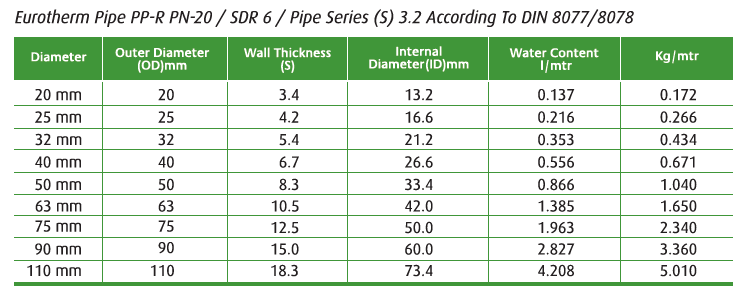 Eurotherm Pipe PP-R PN-20 / SDR 6 / Pipe Series (S) 3.2 According To DIN 8077/8078
Diameter Outer Diameter (OD)mm Wall Thickness (S) Internal Diameter(ID)mm Water Content l/mtr Kg/mtr
20 mm 20 3.4 13.2 0.137 0.172
25 mm 25 4.2 16.6 0.216 0.266
32 mm 32 5.4 21.2 0.353 0.434
40 mm 40 6.7 26.6 0.556 0.671
50 mm 50 8.3 33.4 0.866 1.040
63 mm 63 10.5 42.0 1.385 1.650
75 mm 75 12.5 50.0 1.963 2.340
90 mm 90 15.0 60.0 2.827 3.360
110 mm 110 18.3 73.4 4.208 5.010